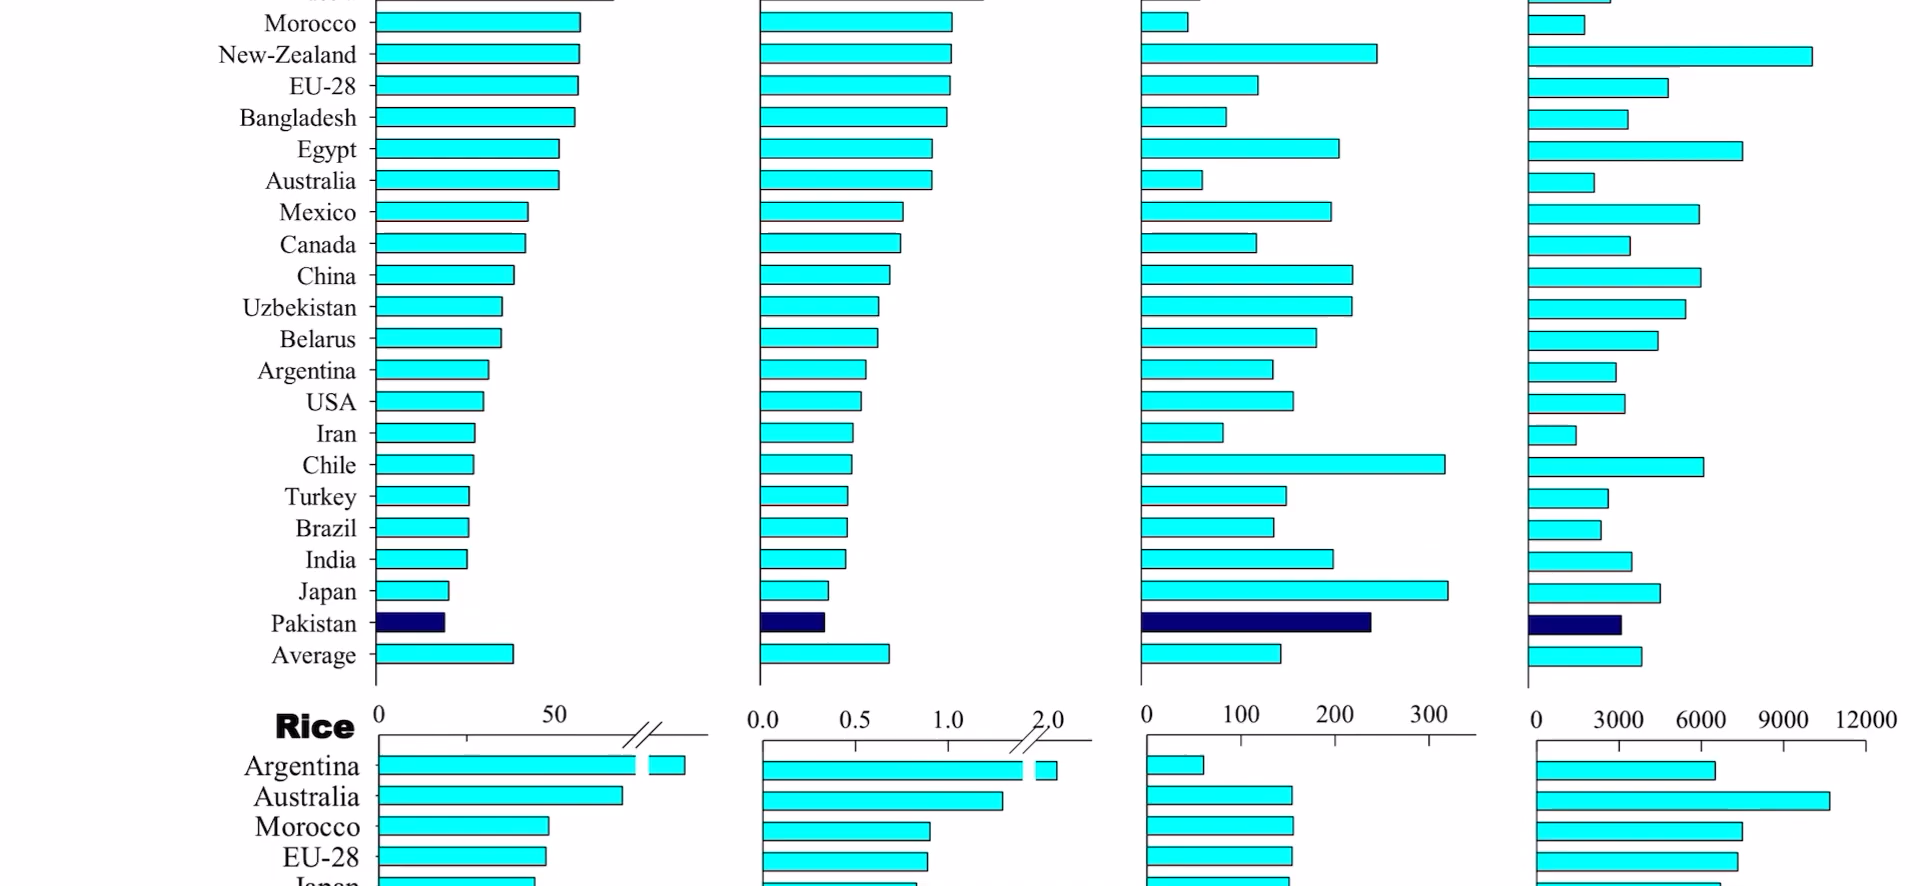 Morocco
New-Zealand
EU-28
Bangladesh
Egypt
Australia
Mexico
Canada
China
Uzbekistan
Belarus
Argentina
USA
Iran
Chile
Turkey
Brazil
India
Japan
Pakistan
Average
Rice 0 50 0.0 0.5 1.0 2.0 0 100 200 300 0 3000 6000 9000 12000
Argentina
Australia
Morocco
EU-28
Japan